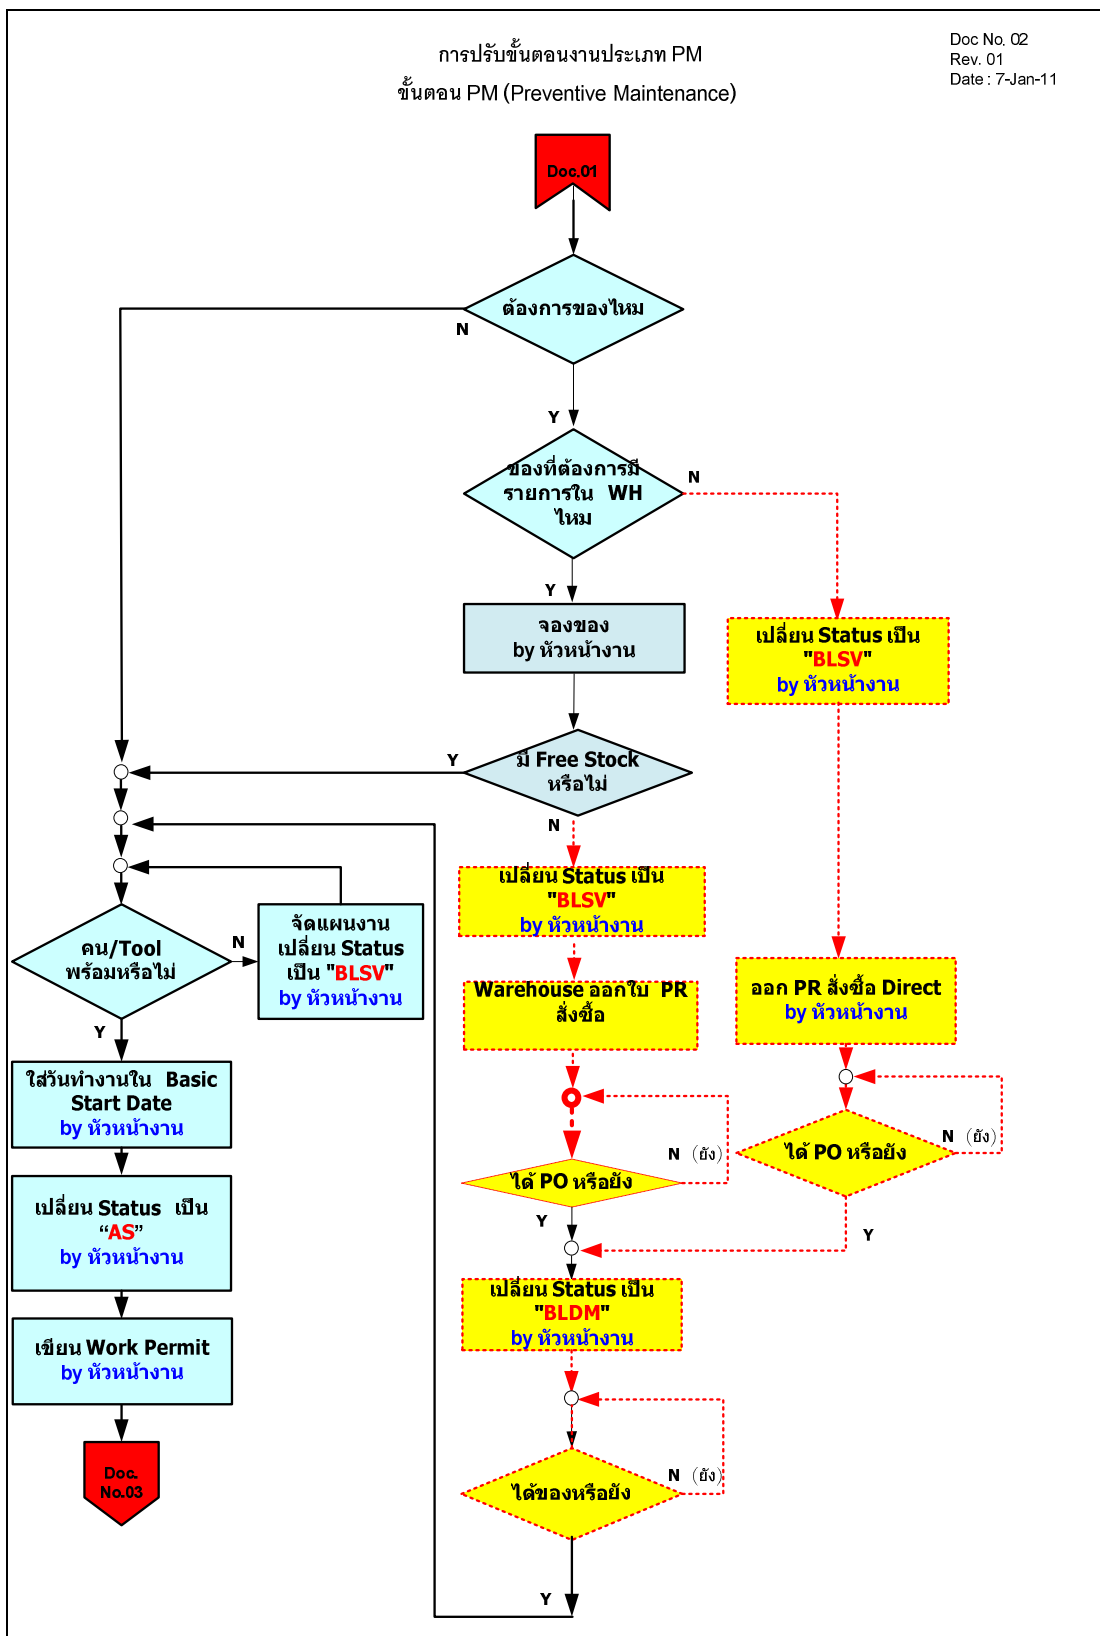 การปรับขั้นตอนงานประเภท PM
ขั้นตอน PM (Preventive Maintenance)
Doc No. 02
Rev. 01
Date : 7-Jan-11
Doc.01
ต้องการของไหม
N
Y
ของที่ต้องการมี
รายการใน WH
ไหม
N
Y
จองของ
by หัวหน้างาน
เปลี่ยน Status เป็น
"BLSV"
by หัวหน้างาน
มี Free Stock
หรือไม่
Y
N
เปลี่ยน Status เป็น
"BLSV"
by หัวหน้างาน
คน/Tool
พร้อมหรือไม่
N
Y
จัดแผนงาน
เปลี่ยน Status
เป็น "BLSV"
by หัวหน้างาน
Warehouse ออกใบ PR
สั่งซื้อ
ออก PR สั่งซื้อ Direct
by หัวหน้างาน
ใส่วันทำงานใน Basic
Start Date
by หัวหน้างาน
ได้ PO หรือยัง
N (ยัง)
Y
ได้ PO หรือยัง
N (ยัง)
Y
เปลี่ยน Status เป็น
“AS”
by หัวหน้างาน
เปลี่ยน Status เป็น
"BLDM"
by หัวหน้างาน
เขียน Work Permit
by หัวหน้างาน
Doc.
No.03
ได้ของหรือยัง
N (ยัง)
Y